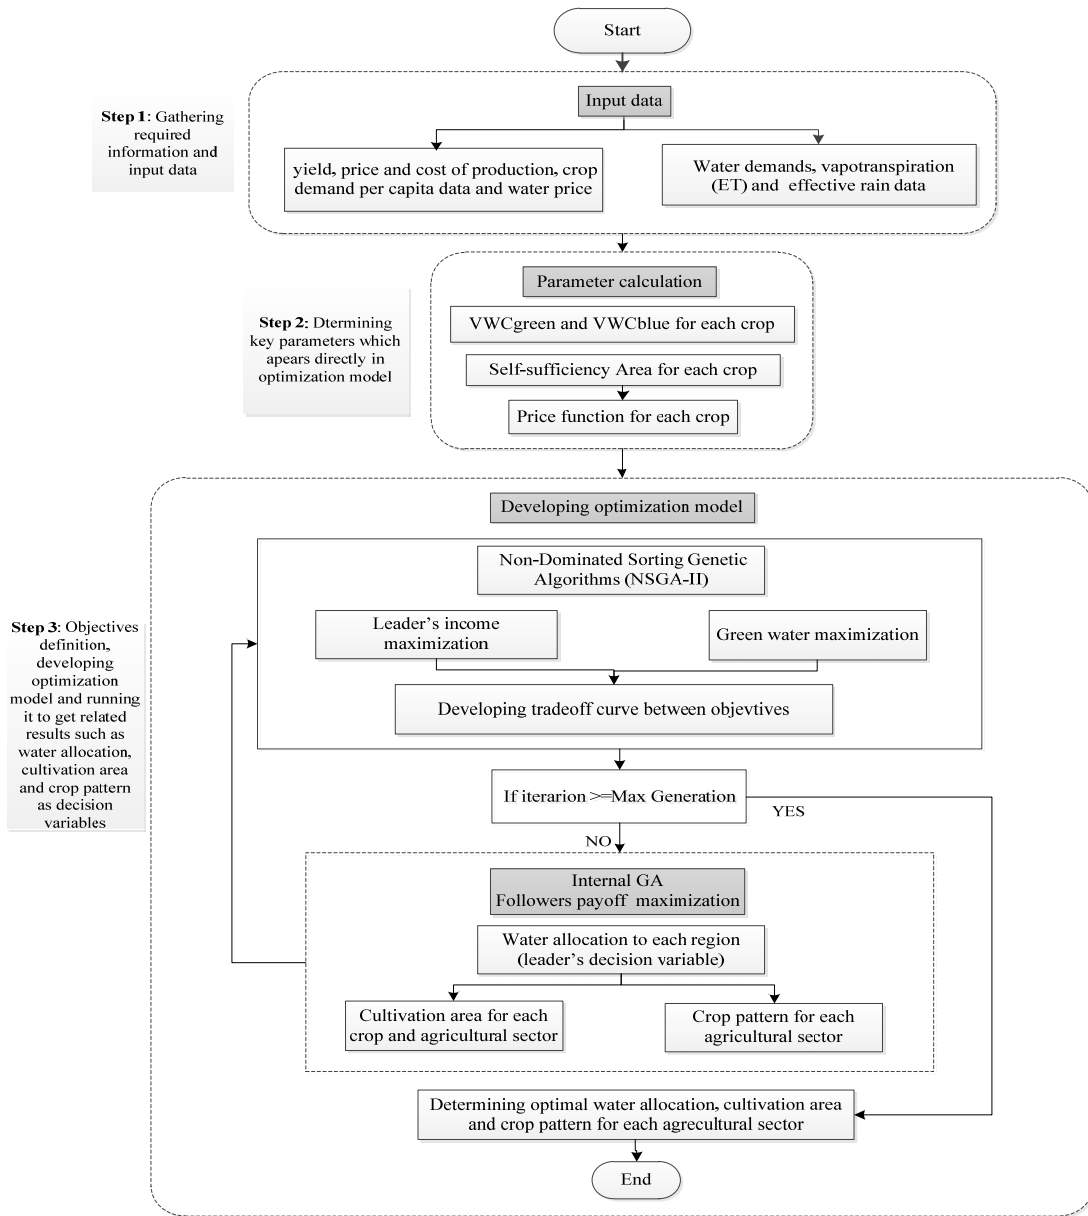 Start
Step 1: Gathering
required
information and
input data
Input data
yield, price and cost of production, crop
demand per capita data and water price
Water demands, vapotranspiration
(ET) and effective rain data
Step 2: Dtermining
key parameters which
apears directly in
optimization model
Parameter calculation
VWCgreen and VWCblue for each crop
Self-sufficiency Area for each crop
Price function for each crop
Step 3: Objectives
definition,
developing
optimization
model and running
it to get related
results such as
water allocation,
cultivation area
and crop pattern
as decision
variables
Developing optimization model
Non-Dominated Sorting Genetic
Algorithms (NSGA-II)
Leader’s income
maximization
Green water maximization
Developing tradeoff curve between objevtives
If iterarion >=Max Generation
YES
NO
Internal GA
Followers payoff maximization
Water allocation to each region
(leader’s decision variable)
Cultivation area for each
crop and agricultural sector
Crop pattern for each
agricultural sector
Determining optimal water allocation, cultivation area
and crop pattern for each agrecultural sector
End